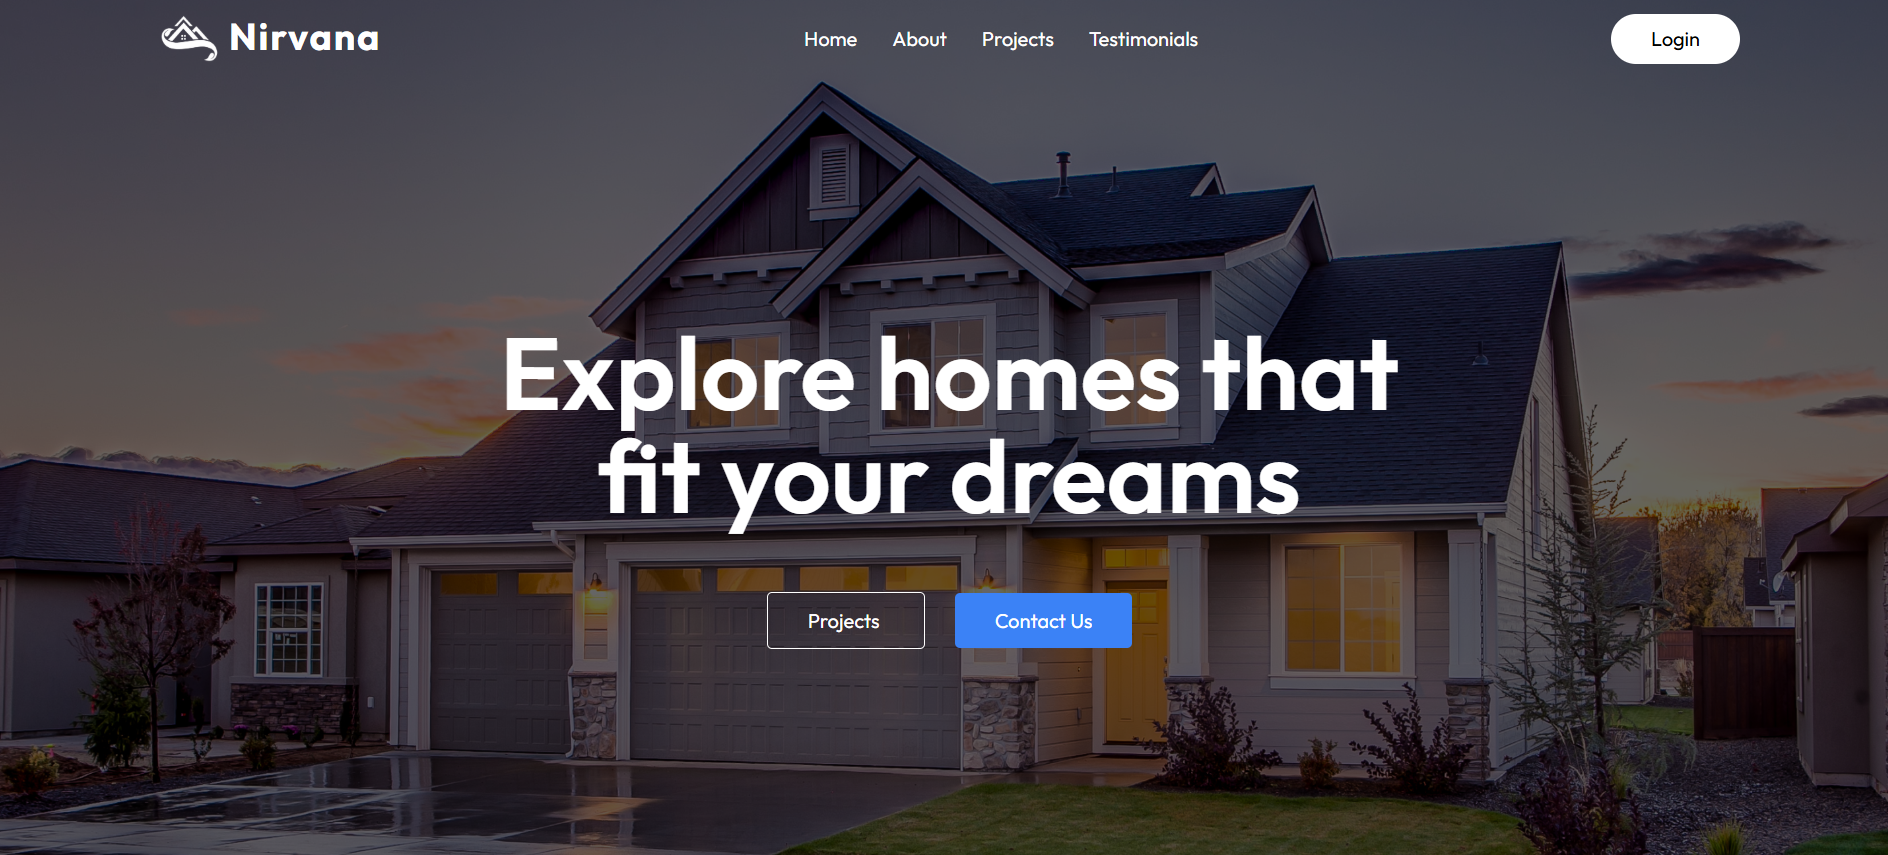 Nirvana
Home About Projects Testimonials
Login
Explore homes that
fit your dreams
Projects
Contact Us